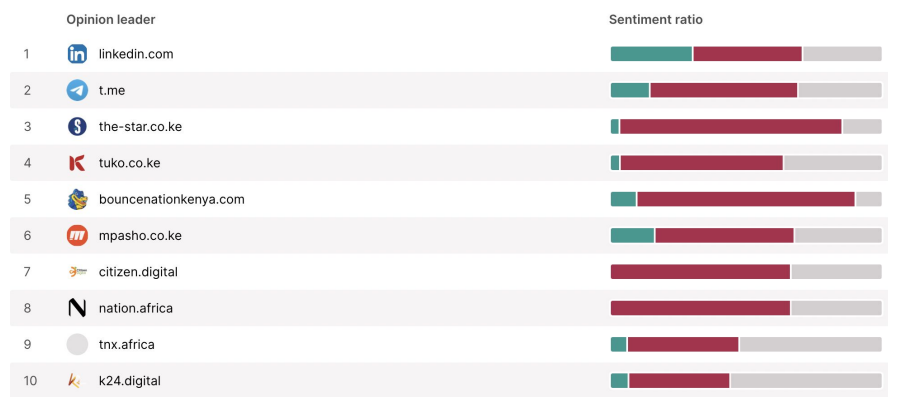 Opinion leader Sentiment ratio
1 linkedin.com
2 t.me
3 the-star.co.ke
4 tuko.co.ke
5 bouncenationkenya.com
6 mpasho.co.ke
7 citizen.digital
8 nation.africa
9 tnx.africa
10 k24.digital